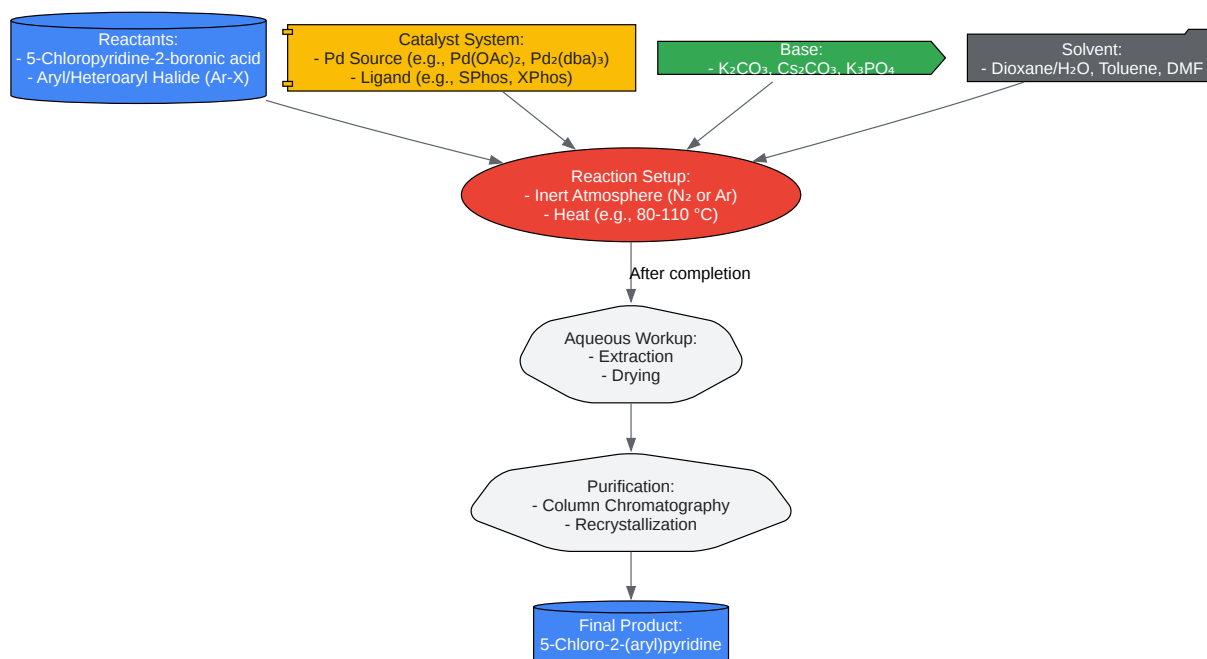 Reactants:
- 5-Chloropyridine-2-boronic acid
- Aryl/Heteroaryl Halide (Ar-X)
Catalyst System:
- Pd Source (e.g., Pd(OAc)₂, Pd₂(dba)₃)
- Ligand (e.g., SPhos, XPhos)
Base:
- K₂CO₃, Cs₂CO₃, K₃PO₄
Solvent:
- Dioxane/H₂O, Toluene, DMF
Reaction Setup:
- Inert Atmosphere (N₂ or Ar)
- Heat (e.g., 80-110 °C)
After completion
Aqueous Workup:
- Extraction
- Drying
Purification:
- Column Chromatography
- Recrystallization
Final Product:
5-Chloro-2-(aryl)pyridine